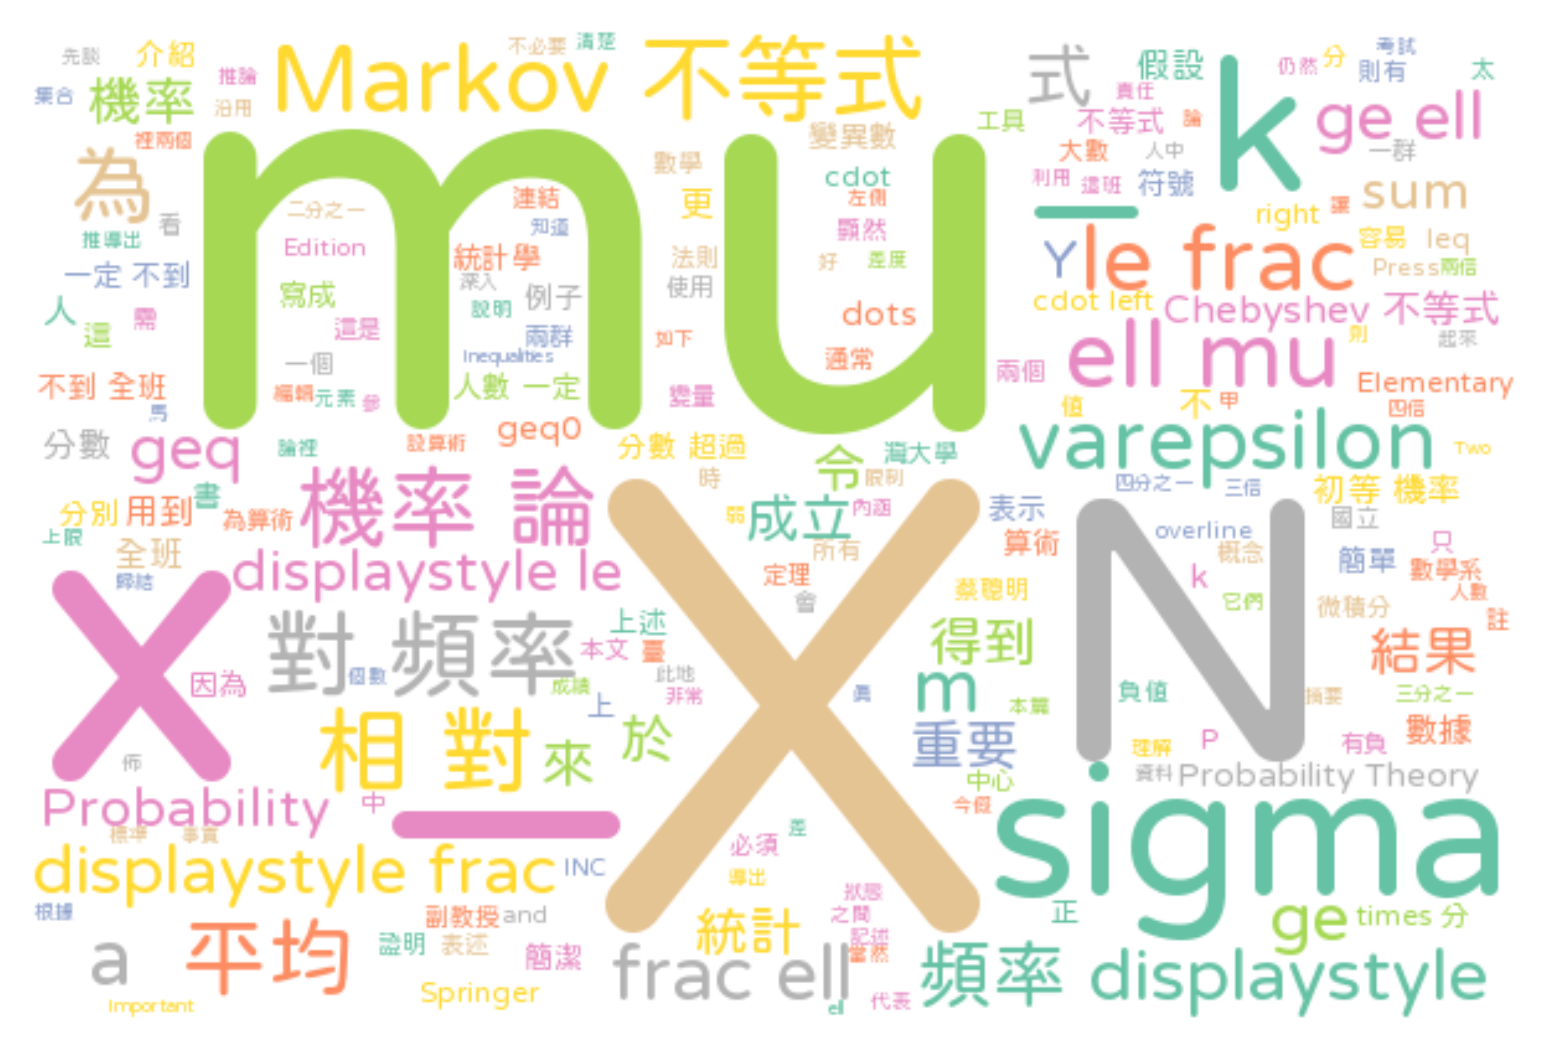 先談 介紹 不必要 清楚 考試
Markov 不等式
式 假設 仍然 分 則有 太
集合 機率 推論 沿用
責任
k
ge ell
裡兩個
為
mu
數學 變異數 工具 不等式 論
大數 人中 一群
cdot
利用 這班 符號
sum
二分之一 連結 更 左側
right 讓
推導出 看 Edition 知道 顯然
Y
le frac
容易 leq
一定 不到 統計學 法則 好 差度
Press
深入 使用
寫成 說明 例子
cdot left
Chebyshev 不等式
人 這 需 這是 兩群 如下 dots
ell mu
則 起來
一個 Inequalities 通常 兩個
不到 全班 編輯 元素 參 人數 一定 變量
Elementary
馬 值 不 甲
分數 geq 論裡 設算術 geq0 分數 超過
令 灣大學
varepsilon
Two
時 限制
四分之一 三倍 初等 機率
分別 用到 書 為算術
機率 論
弱 成立 內涵 表示
N
overline 國立
上限 全班 所有 算術
概念 簡單 只
歸結
displaystyle le
定理
k
數學系
X
會 蔡聰明 它們 微積分 人數
對 頻率
上述
X
得到
註
因為 個數 本文 臺
結果
成績 此地
非常 m 本篇 負值 摘要 三分之一
相 對 來 上 於
重要
理解 P 有負 數據
中心 資料 Probability Theory
Probability 中 _
今假
sigma
標準 事實 必須 差
displaystyle frac INC
導出
根據 副教授 and 狀態
之間 正
ge times 分
a 平均 證明 表述 簡潔 統計
記述
當然
frac ell
頻率 displaystyle
Important Springer ell 代表